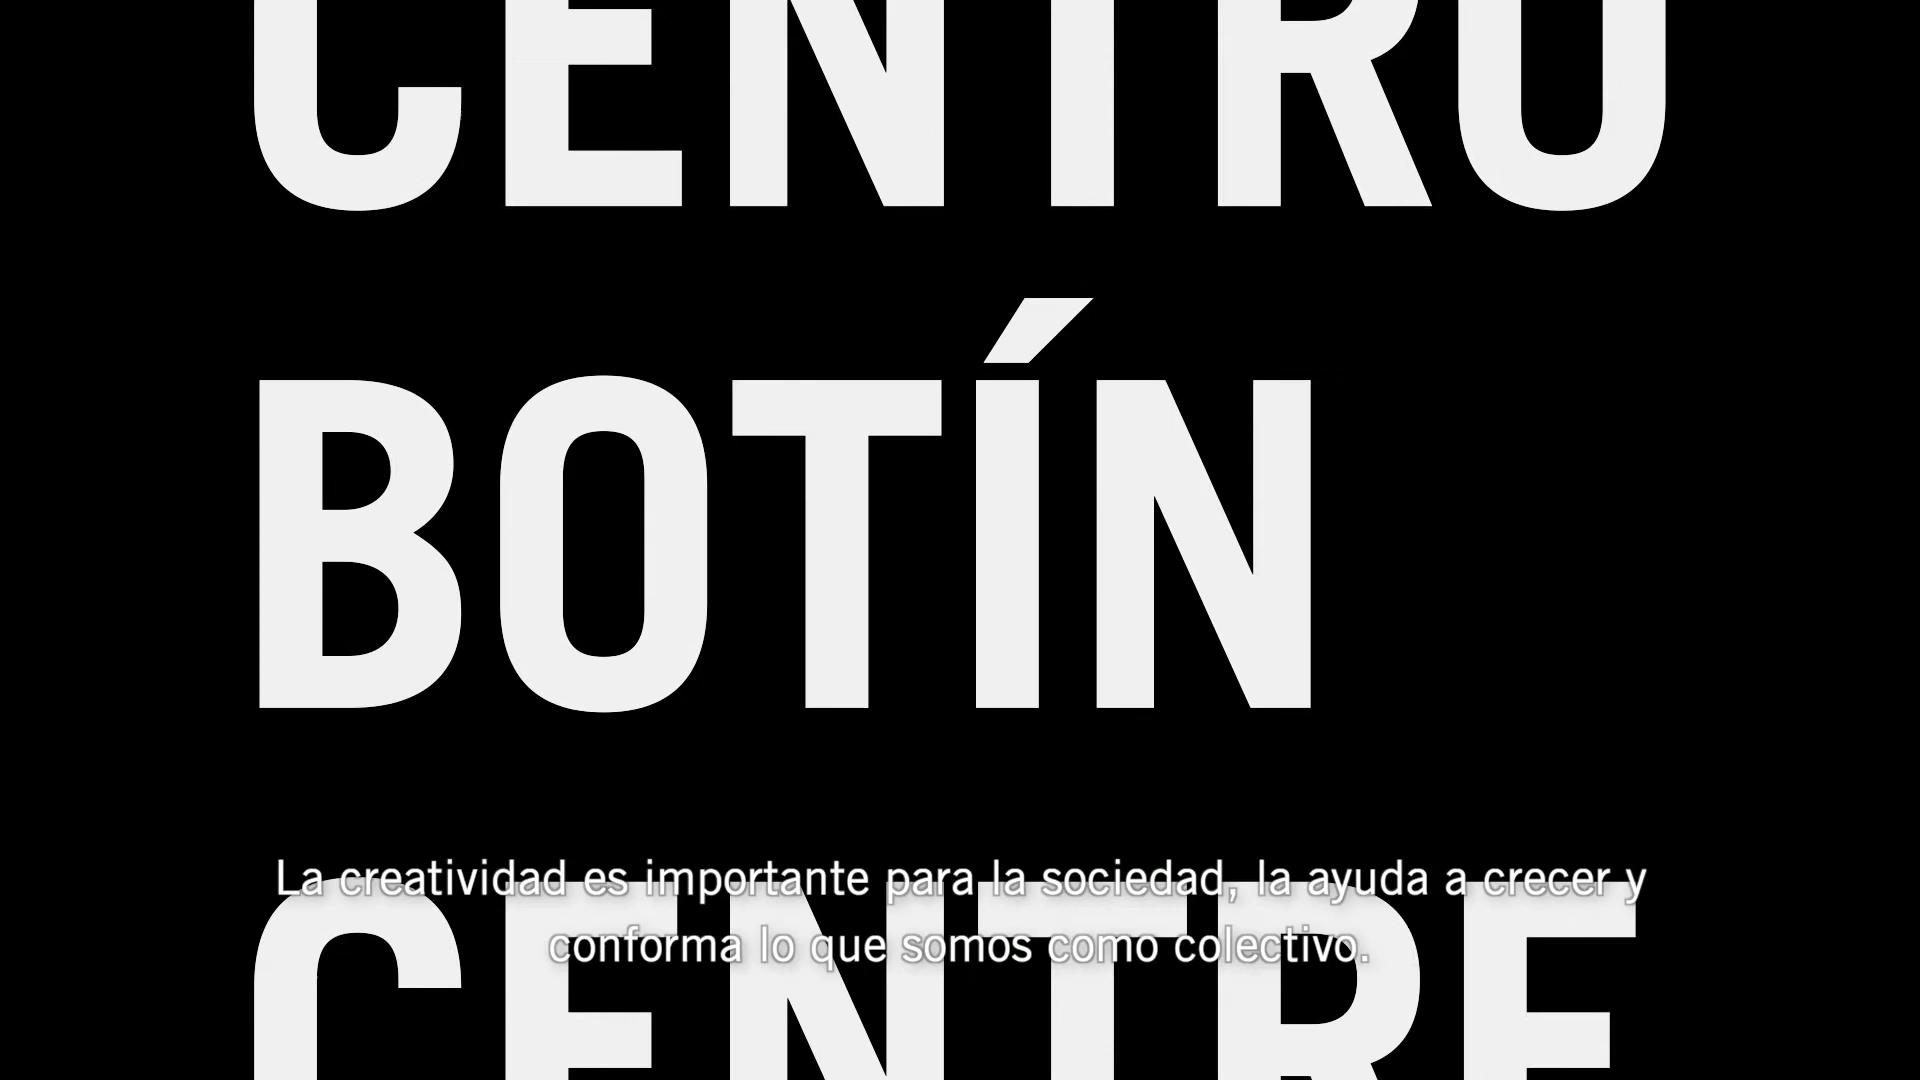 CENTRO
BOTÍN
La creatividad es importante para la sociedad, la ayuda a crecer y
conforma lo que somos como colectivo.
CENTRE